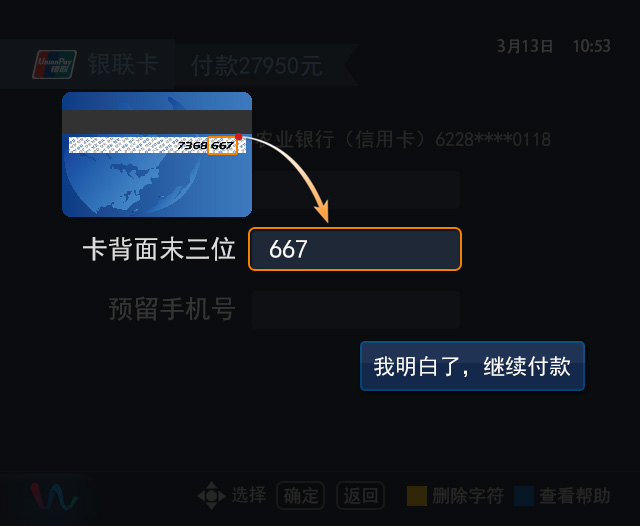 3月13日 10:53
UnionPay
银联
银联卡 付款27950元
7368 667
农业银行（信用卡）6228****0118
卡背面末三位 667
预留手机号
我明白了，继续付款
选择 确定 返回 删除字符 查看帮助